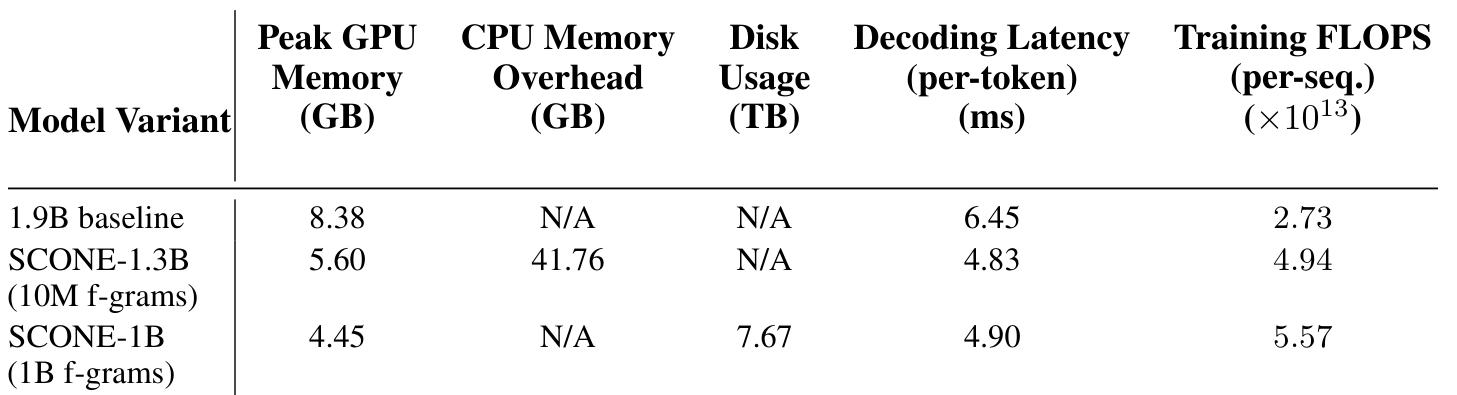 Peak GPU CPU Memory Disk Decoding Latency Training FLOPS
Memory Overhead Usage (per-token) (per-seq.)
Model Variant (GB) (GB) (TB) (ms) (×10¹³)
1.9B baseline 8.38 N/A N/A 6.45 2.73
SCONE-1.3B 5.60 41.76 N/A 4.83 4.94
(10M f-grams)
SCONE-1B 4.45 N/A 7.67 4.90 5.57
(1B f-grams)